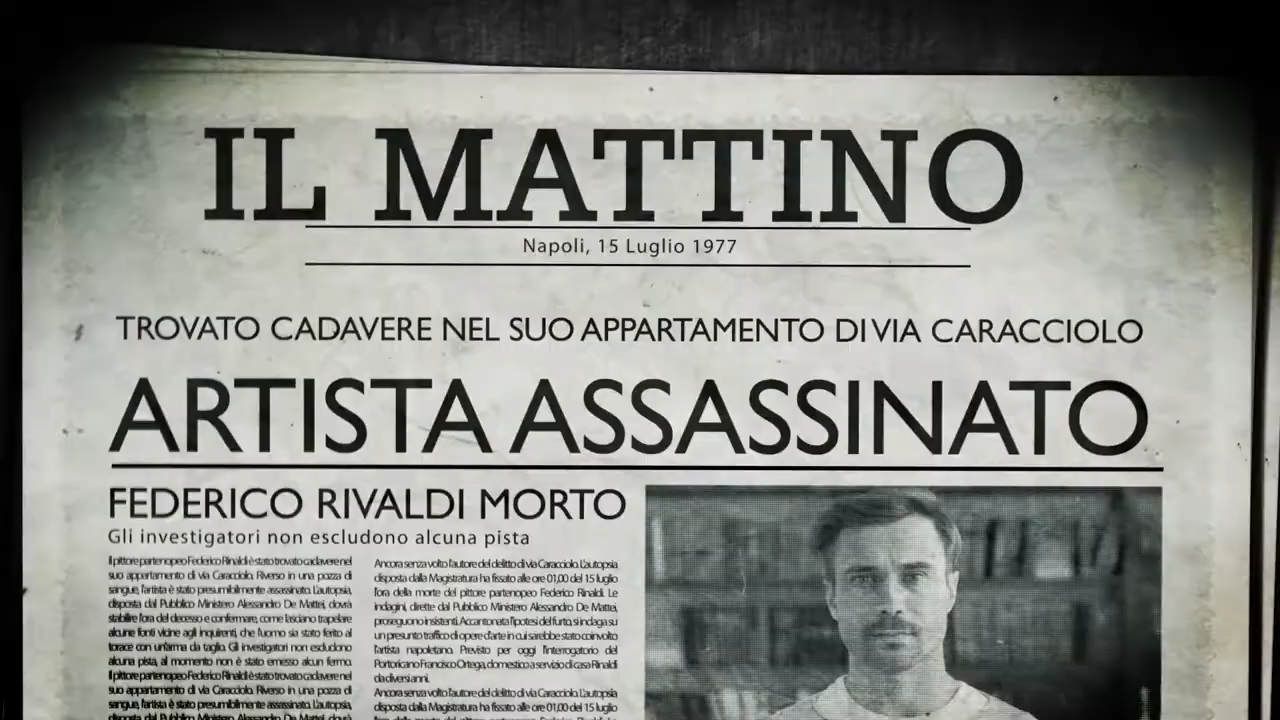 IL MATTINO
Napoli, 15 Luglio 1977
TROVATO CADAVERE NEL SUO APPARTAMENTO DI VIA CARACCIOLO
ARTISTA ASSASSINATO
FEDERICO RIVALDI MORTO
Gli investigatori non escludono alcuna pista
Il pittore partenopeo Federico Rinaldi è stato trovato cadavere nel
suo appartamento di via Caracciolo. Riverso in una pozza di
sangue, l'artista è stato presumibilmente assassinato. L'autopsia,
disposta dal Pubblico Ministero Alessandro De Mattei, dovrà
stabilire l'ora del decesso e confermare, come lasciano trapelare
alcune fonti vicine agli inquirenti, che l'uomo sia stato ferito al
torace con un'arma da taglio. Gli investigatori non escludono
alcuna pista, al momento non è stato emesso alcun fermo.
Il pittore partenopeo Federico Rinaldi è stato trovato cadavere nel
suo appartamento di via Caracciolo. Riverso in una pozza di
sangue, l'artista è stato presumibilmente assassinato. L'autopsia,
disposta dal Pubblico Ministero Alessandro De Mattei, dovrà
Ancora senza volto l'autore del delitto di via Caracciolo. L'autopsia
disposta dalla Magistratura ha fissato alle ore 01,00 del 15 luglio
l'ora della morte del pittore partenopeo Federico Rinaldi. Le
indagini, dirette dal Pubblico Ministero Alessandro De Mattei,
proseguono insistenti. Accantonata l'ipotesi del furto, si indaga su
un presunto traffico di opere d'arte in cui sarebbe stato coinvolto
l'artista napoletano. Previsto per oggi l'interrogatorio del
Portoricano Francisco Ortega, domestico a servizio di casa Rinaldi
da diversi anni.
Ancora senza volto l'autore del delitto di via Caracciolo. L'autopsia
disposta dalla Magistratura ha fissato alle ore 01,00 del 15 luglio